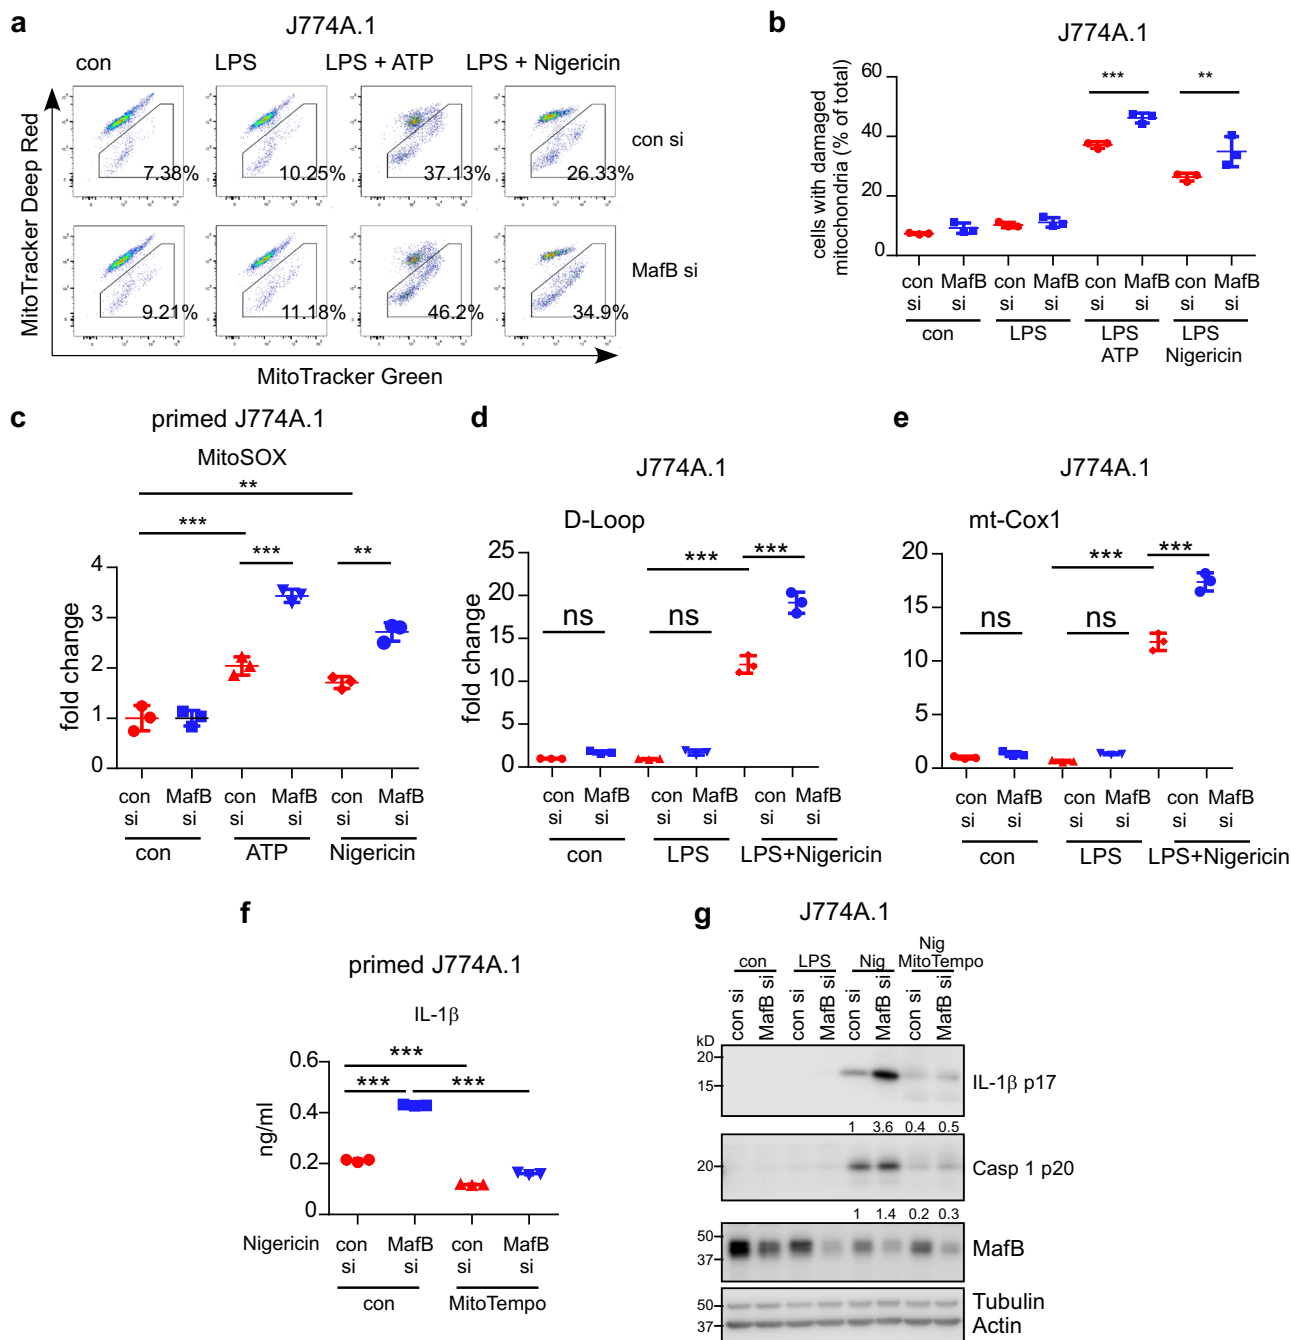 a
J774A.1
con LPS LPS + ATP LPS + Nigericin
MitoTracker Deep Red
7.38% 10.25% 37.13% 26.33%
con si
9.21% 11.18% 46.2% 34.9%
MafB si
MitoTracker Green
b
J774A.1
cells with damaged
mitochondria (% of total)
60
40
20
0
*** **
con MafB con MafB con MafB con MafB
si si si si si si si si
con LPS LPS LPS
ATP Nigericin
c
primed J774A.1
MitoSOX
**
***
*** **
fold change
4
3
2
1
0
con MafB con MafB con MafB
si si si si si si
con ATP Nigericin
d
J774A.1
D-Loop
fold change
25
20
15
10
5
0
*** ***
ns ns
con MafB con MafB con MafB
si si si si si si
con LPS LPS+Nigericin
e
J774A.1
mt-Cox1
20
15
10
5
0
*** ***
ns ns
con MafB con MafB con MafB
si si si si si si
con LPS LPS+Nigericin
f
primed J774A.1
IL-1β
ng/ml
0.6
0.4
0.2
0
***
*** ***
Nigericin con MafB con MafB
si si si si
con MitoTempo
g
J774A.1
Nig
con LPS Nig MitoTempo
con si MafB si con si MafB si con si MafB si con si MafB si
kD
20
15
IL-1β p17
1 3.6 0.4 0.5
20
Casp 1 p20
1 1.4 0.2 0.3
50
37
MafB
50
Tubulin
37
Actin